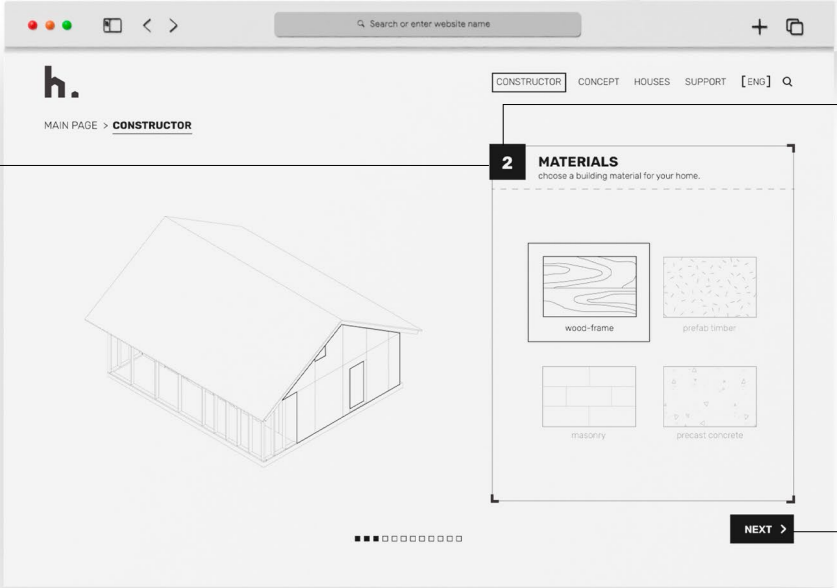 Search or enter website name
h.
CONSTRUCTOR CONCEPT HOUSES SUPPORT [ENG]
MAIN PAGE > CONSTRUCTOR
2
MATERIALS
choose a building material for your home.
wood-frame
prefab timber
masonry
precast concrete
NEXT >